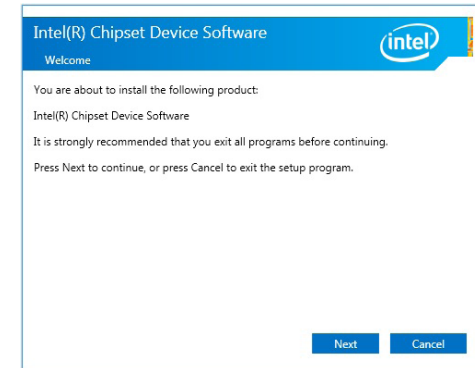 Intel(R) Chipset Device Software
intel
Welcome
You are about to install the following product:
Intel(R) Chipset Device Software
It is strongly recommended that you exit all programs before continuing.
Press Next to continue, or press Cancel to exit the setup program.
Next
Cancel